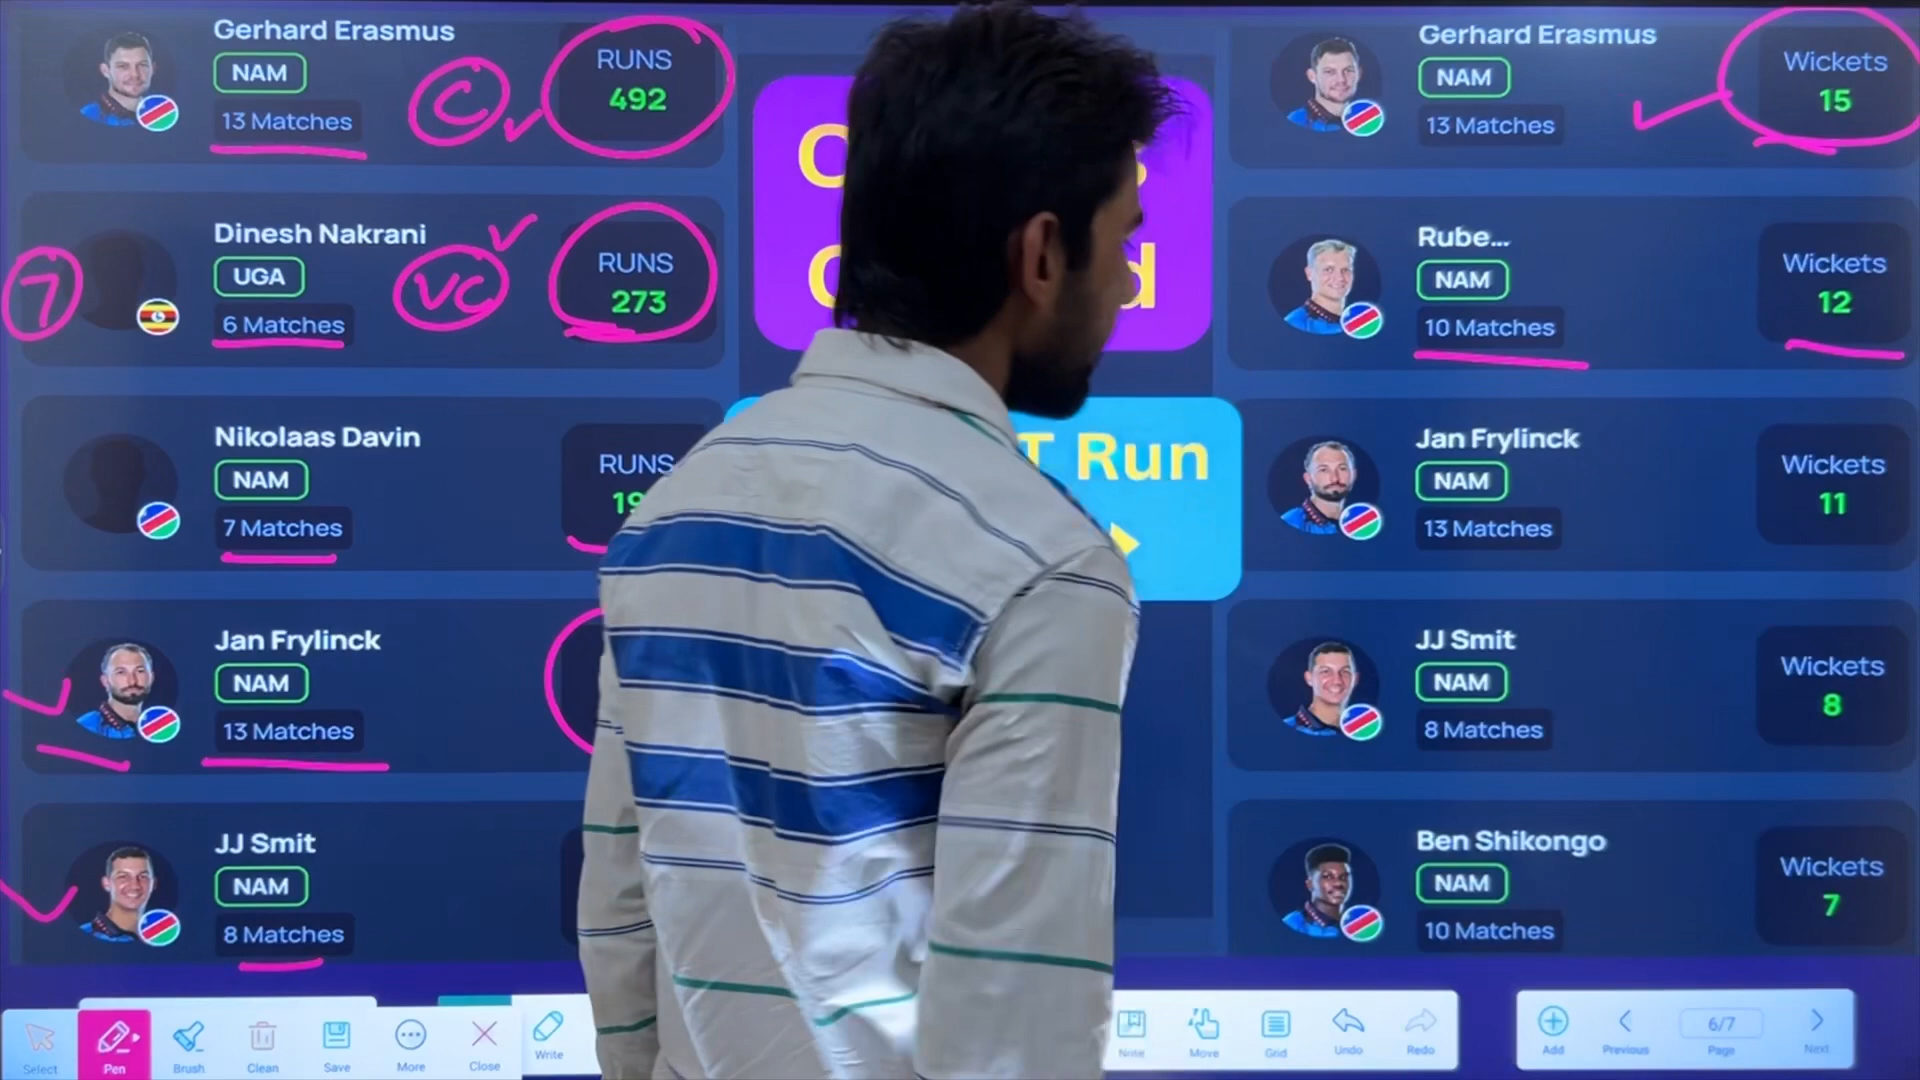 Gerhard Erasmus
NAM
13 Matches
C
RUNS
492
7
Dinesh Nakrani
UGA
6 Matches
VC
RUNS
273
Nikolaas Davin
NAM
7 Matches
RUNS
Jan Frylinck
NAM
13 Matches
JJ Smit
NAM
8 Matches
Run
Gerhard Erasmus
NAM
13 Matches
Wickets
15
Rube...
NAM
10 Matches
Wickets
12
Jan Frylinck
NAM
13 Matches
Wickets
11
JJ Smit
NAM
8 Matches
Wickets
8
Ben Shikongo
NAM
10 Matches
Wickets
7
Select
Pen
Brush
Clean
Save
More
Close
Write
Note
Move
Grid
Undo
Redo
Add
Previous
6/7
Page
Next